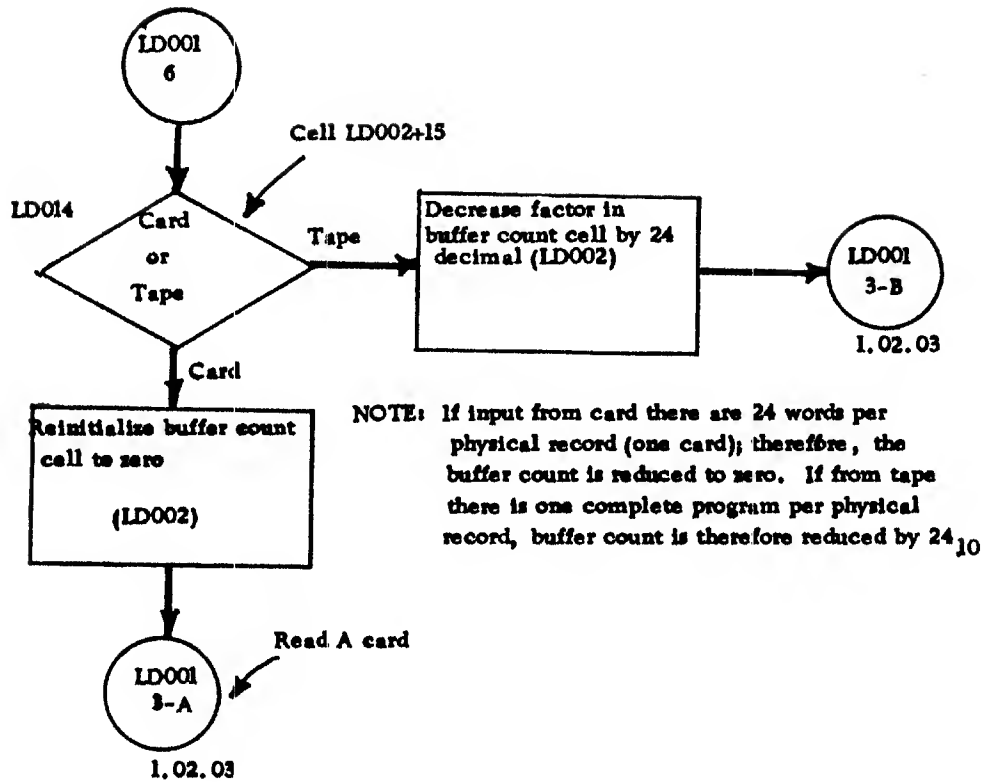 LD001
6
Cell LD002+15
LD014
Card
or
Tape
Tape
Decrease factor in
buffer count cell by 24
decimal (LD002)
LD001
3-B
1.02.03
Card
Reinitialize buffer count
cell to zero
(LD002)
NOTE: If input from card there are 24 words per
physical record (one card); therefore, the
buffer count is reduced to zero. If from tape
there is one complete program per physical
record, buffer count is therefore reduced by 24₁₀
Read A card
LD001
3-A
1.02.03